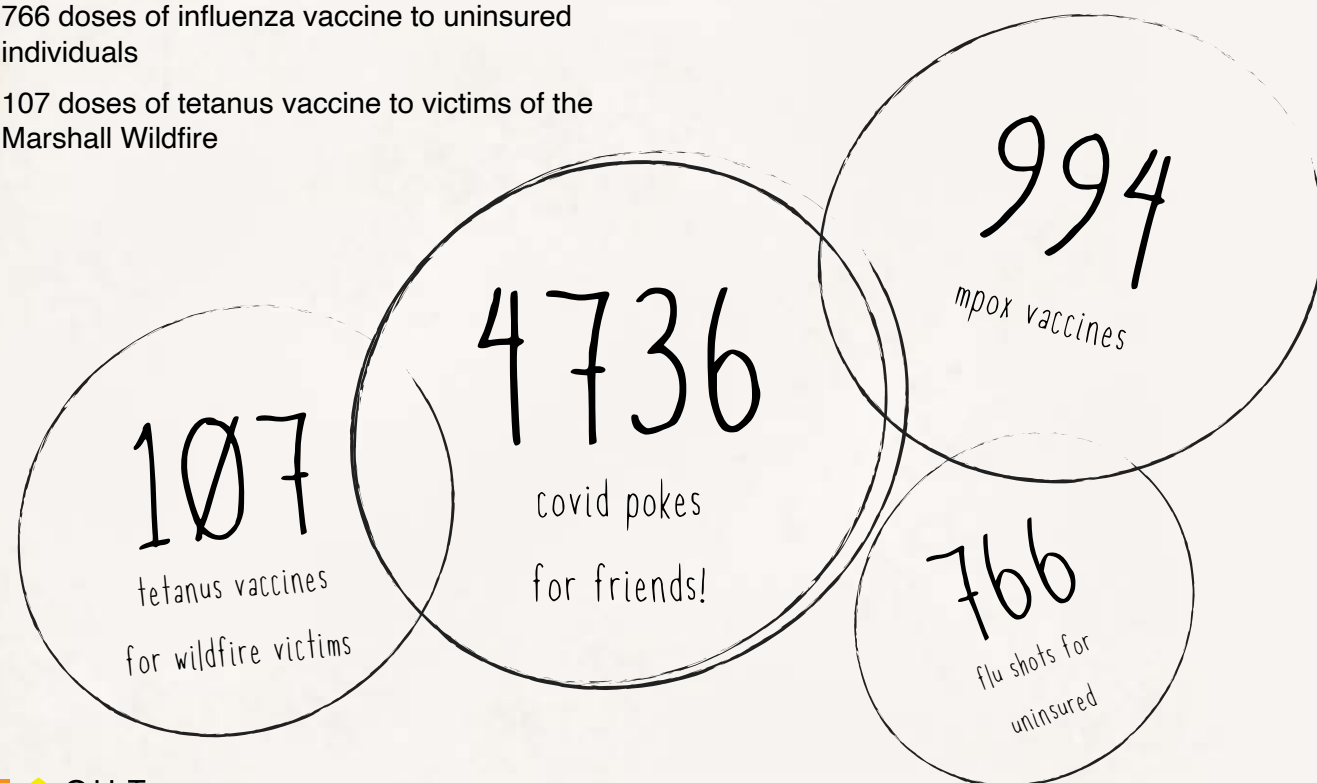 766 doses of influenza vaccine to uninsured
individuals
107 doses of tetanus vaccine to victims of the
Marshall Wildfire
994
mpox vaccines
4736
covid pokes
for friends!
107
tetanus vaccines
for wildfire victims
766
flu shots for
uninsured